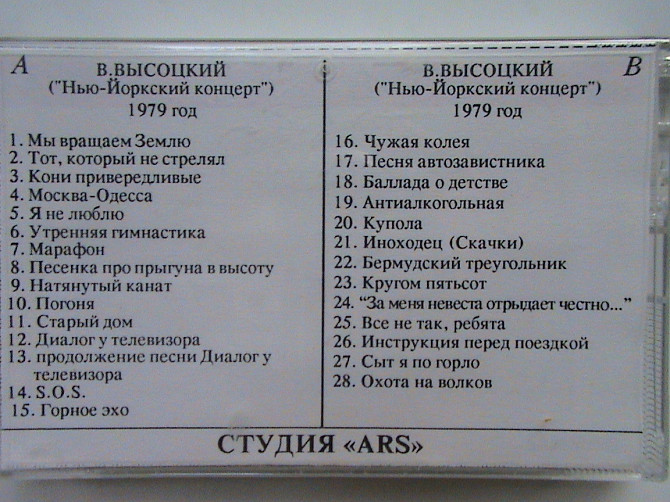 A
В.ВЫСОЦКИЙ
("Нью-Йоркский концерт")
1979 год
1. Мы вращаем Землю
2. Тот, который не стрелял
3. Кони привередливые
4. Москва-Одесса
5. Я не люблю
6. Утренняя гимнастика
7. Марафон
8. Песенка про прыгуна в высоту
9. Натянутый канат
10. Погоня
11. Старый дом
12. Диалог у телевизора
13. продолжение песни Диалог у
телевизора
14. S.O.S.
15. Горное эхо
B
В.ВЫСОЦКИЙ
("Нью-Йоркский концерт")
1979 год
16. Чужая колея
17. Песня автозавистника
18. Баллада о детстве
19. Антиалкогольная
20. Купола
21. Иноходец (Скачки)
22. Бермудский треугольник
23. Кругом пятьсот
24. "За меня невеста отрыдает честно..."
25. Все не так, ребята
26. Инструкция перед поездкой
27. Сыт я по горло
28. Охота на волков
СТУДИЯ «ARS»